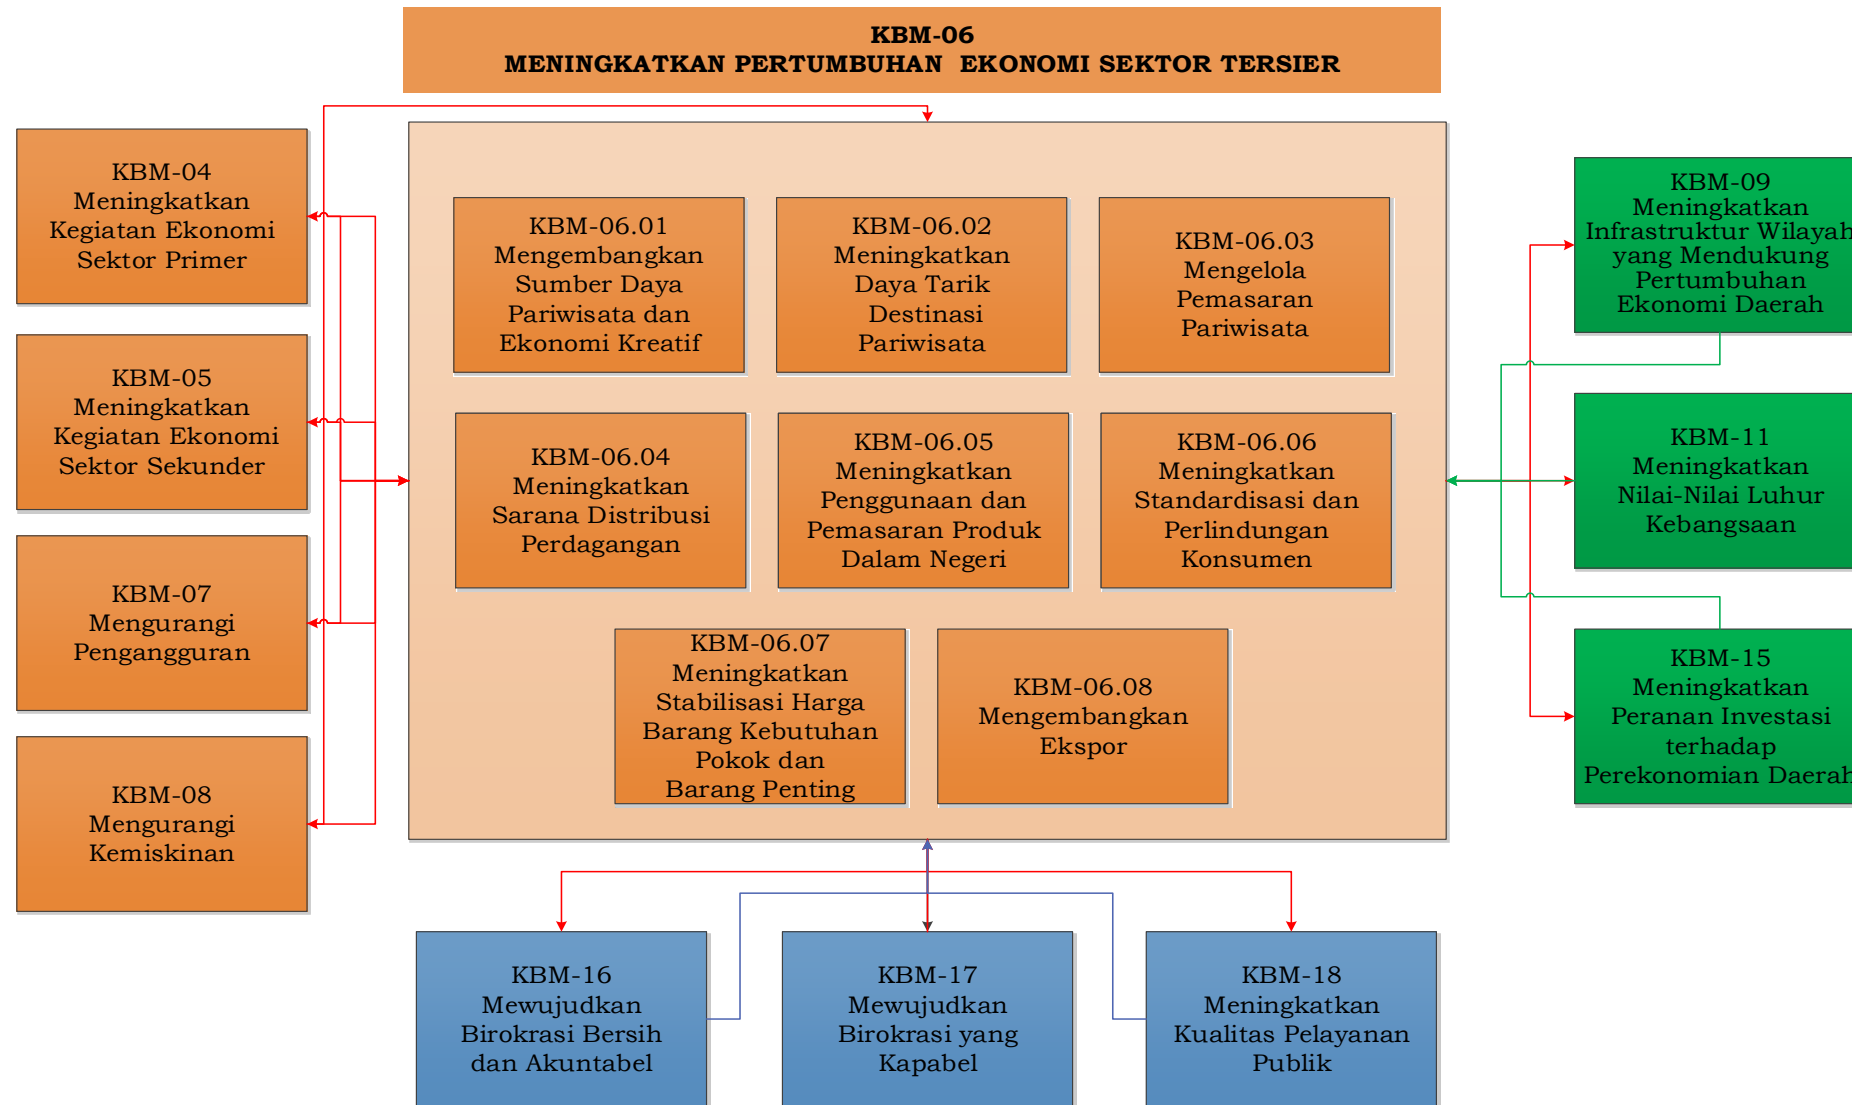 KBM-06
MENINGKATKAN PERTUMBUHAN EKONOMI SEKTOR TERSIER
KBM-04
Meningkatkan
Kegiatan Ekonomi
Sektor Primer
KBM-05
Meningkatkan
Kegiatan Ekonomi
Sektor Sekunder
KBM-07
Mengurangi
Pengangguran
KBM-08
Mengurangi
Kemiskinan
KBM-06.01
Mengembangkan
Sumber Daya
Pariwisata dan
Ekonomi Kreatif
KBM-06.02
Meningkatkan
Daya Tarik
Destinasi
Pariwisata
KBM-06.03
Mengelola
Pemasaran
Pariwisata
KBM-06.04
Meningkatkan
Sarana Distribusi
Perdagangan
KBM-06.05
Meningkatkan
Penggunaan dan
Pemasaran Produk
Dalam Negeri
KBM-06.06
Meningkatkan
Standardisasi dan
Perlindungan
Konsumen
KBM-06.07
Meningkatkan
Stabilisasi Harga
Barang Kebutuhan
Pokok dan
Barang Penting
KBM-06.08
Mengembangkan
Ekspor
KBM-09
Meningkatkan
Infrastruktur Wilayah
yang Mendukung
Pertumbuhan
Ekonomi Daerah
KBM-11
Meningkatkan
Nilai-Nilai Luhur
Kebangsaan
KBM-15
Meningkatkan
Peranan Investasi
terhadap
Perekonomian Daerah
KBM-16
Mewujudkan
Birokrasi Bersih
dan Akuntabel
KBM-17
Mewujudkan
Birokrasi yang
Kapabel
KBM-18
Meningkatkan
Kualitas Pelayanan
Publik